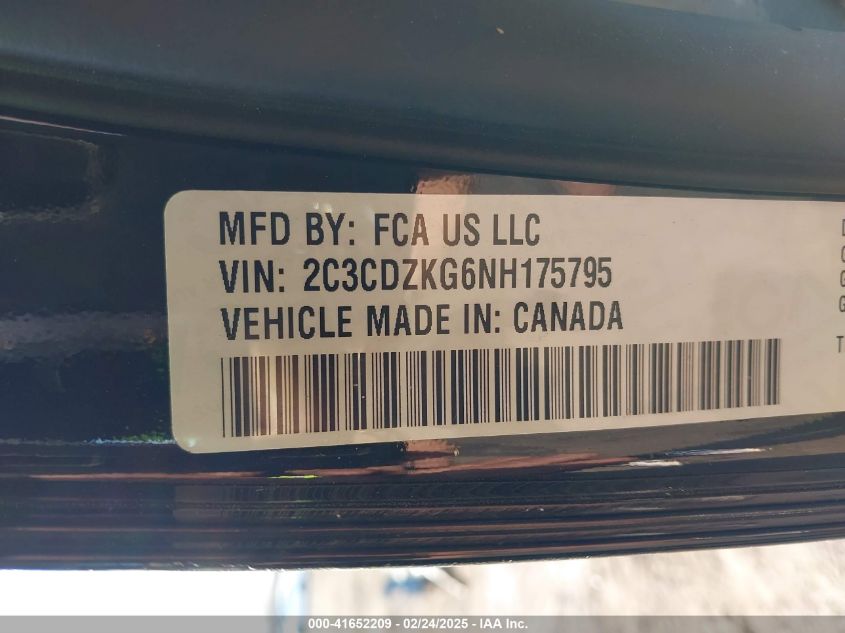 MFD BY: FCA US LLC
VIN: 2C3CDZKG6NH175795
VEHICLE MADE IN: CANADA
T
000-41652209 – 02/24/2025 – IAA Inc.